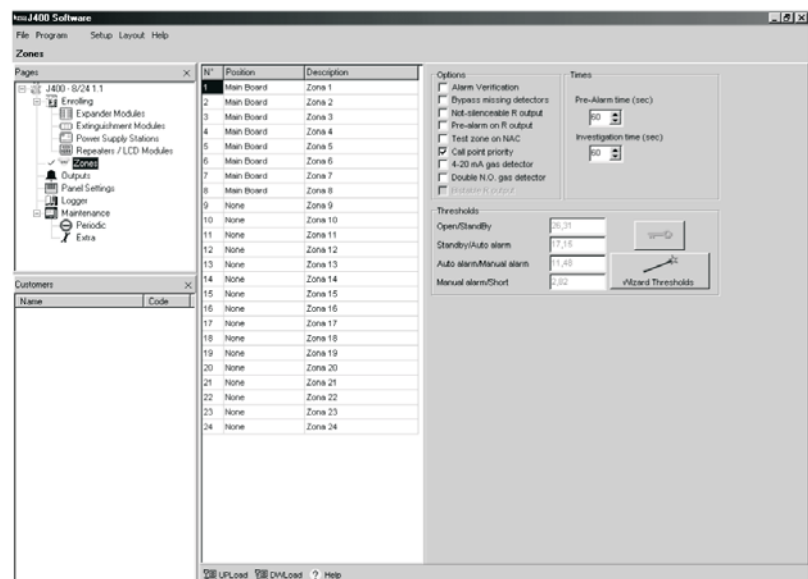 J400 Software
File Program Setup Layout Help
Zones
Pages
J400 - 8/24 1.1
Enrolling
Expander Modules
Extinguishment Modules
Power Supply Stations
Repeaters / LCD Modules
Zones
Outputs
Panel Settings
Logger
Maintenance
Periodic
Extra
Customers
Name Code
N° Position Description
1 Main Board Zona 1
2 Main Board Zona 2
3 Main Board Zona 3
4 Main Board Zona 4
5 Main Board Zona 5
6 Main Board Zona 6
7 Main Board Zona 7
8 Main Board Zona 8
9 None Zona 9
10 None Zona 10
11 None Zona 11
12 None Zona 12
13 None Zona 13
14 None Zona 14
15 None Zona 15
16 None Zona 16
17 None Zona 17
18 None Zona 18
19 None Zona 19
20 None Zona 20
21 None Zona 21
22 None Zona 22
23 None Zona 23
24 None Zona 24
Options
Alarm Verification
Bypass missing detectors
Not-silenceable R output
Pre-alarm on R output
Test zone on NAC
Call point priority
4-20 mA gas detector
Double N.O. gas detector
R output
Times
Pre-Alarm time (sec)
60
Investigation time (sec)
60
Thresholds
Open/StandBy 26,31
Standby/Auto alarm 17,15
Auto alarm/Manual alarm 11,48
Manual alarm/Short 2,82
Wizard Thresholds
UPLoad DWLoad ? Help